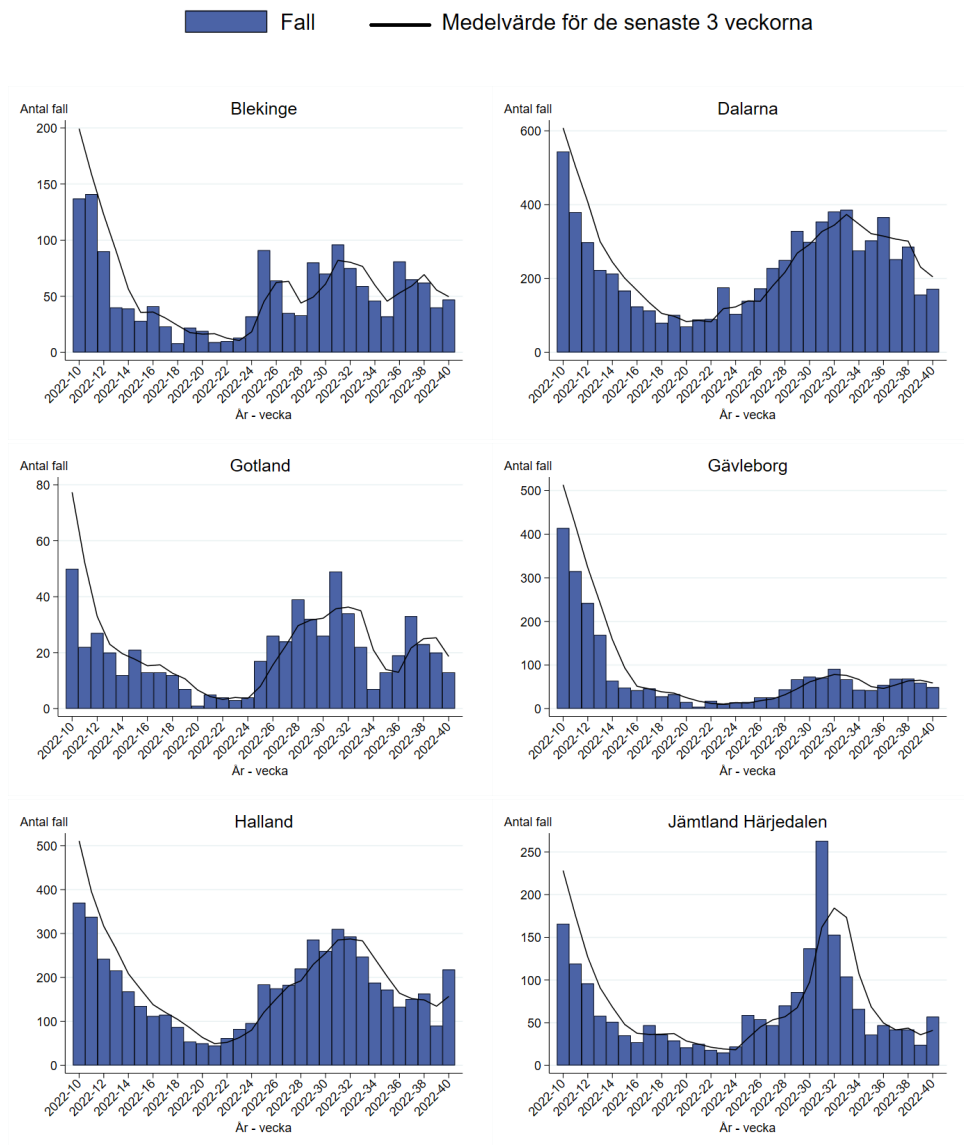 Fall Medelvärde för de senaste 3 veckorna
Antal fall
Blekinge
200
150
100
50
0
2022-10 2022-12 2022-14 2022-16 2022-18 2022-20 2022-22 2022-24 2022-26 2022-28 2022-30 2022-32 2022-34 2022-36 2022-38 2022-40
År - vecka
Antal fall
Dalarna
600
400
200
0
2022-10 2022-12 2022-14 2022-16 2022-18 2022-20 2022-22 2022-24 2022-26 2022-28 2022-30 2022-32 2022-34 2022-36 2022-38 2022-40
År - vecka
Antal fall
Gotland
80
60
40
20
0
2022-10 2022-12 2022-14 2022-16 2022-18 2022-20 2022-22 2022-24 2022-26 2022-28 2022-30 2022-32 2022-34 2022-36 2022-38 2022-40
År - vecka
Antal fall
Gävleborg
500
400
300
200
100
0
2022-10 2022-12 2022-14 2022-16 2022-18 2022-20 2022-22 2022-24 2022-26 2022-28 2022-30 2022-32 2022-34 2022-36 2022-38 2022-40
År - vecka
Antal fall
Halland
500
400
300
200
100
0
2022-10 2022-12 2022-14 2022-16 2022-18 2022-20 2022-22 2022-24 2022-26 2022-28 2022-30 2022-32 2022-34 2022-36 2022-38 2022-40
År - vecka
Antal fall
Jämtland Härjedalen
250
200
150
100
50
0
2022-10 2022-12 2022-14 2022-16 2022-18 2022-20 2022-22 2022-24 2022-26 2022-28 2022-30 2022-32 2022-34 2022-36 2022-38 2022-40
År - vecka